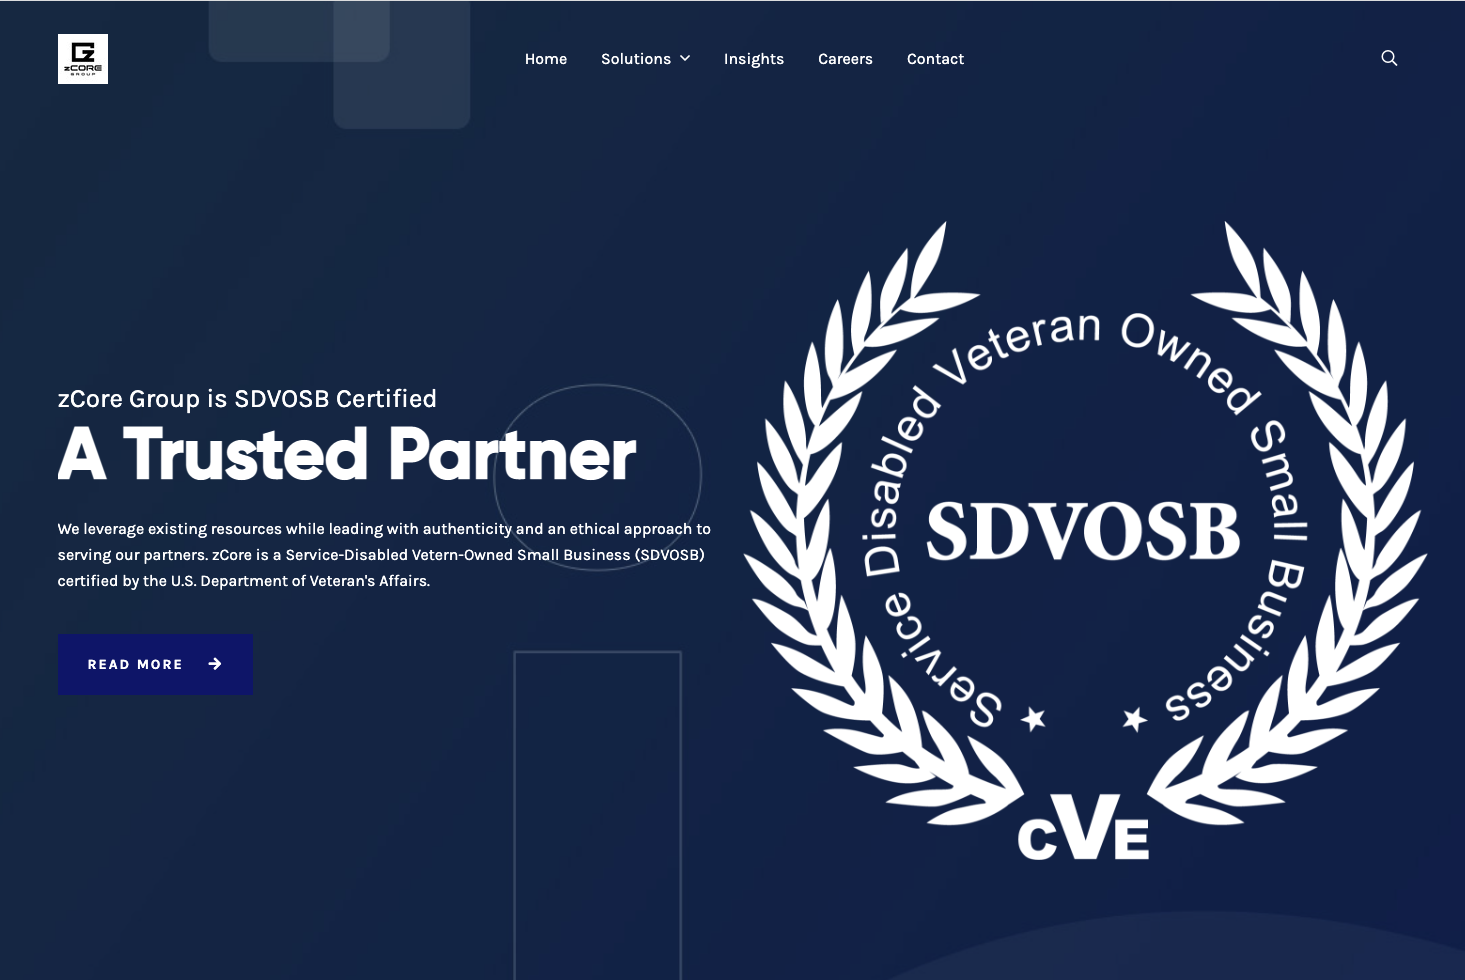 zCORE
GROUP
Home
Solutions
Insights
Careers
Contact
zCore Group is SDVOSB Certified
A Trusted Partner
We leverage existing resources while leading with authenticity and an ethical approach to
serving our partners. zCore is a Service-Disabled Vetern-Owned Small Business (SDVOSB)
certified by the U.S. Department of Veteran's Affairs.
READ MORE
Service Disabled Veteran Owned Small Business
SDVOSB
CVE